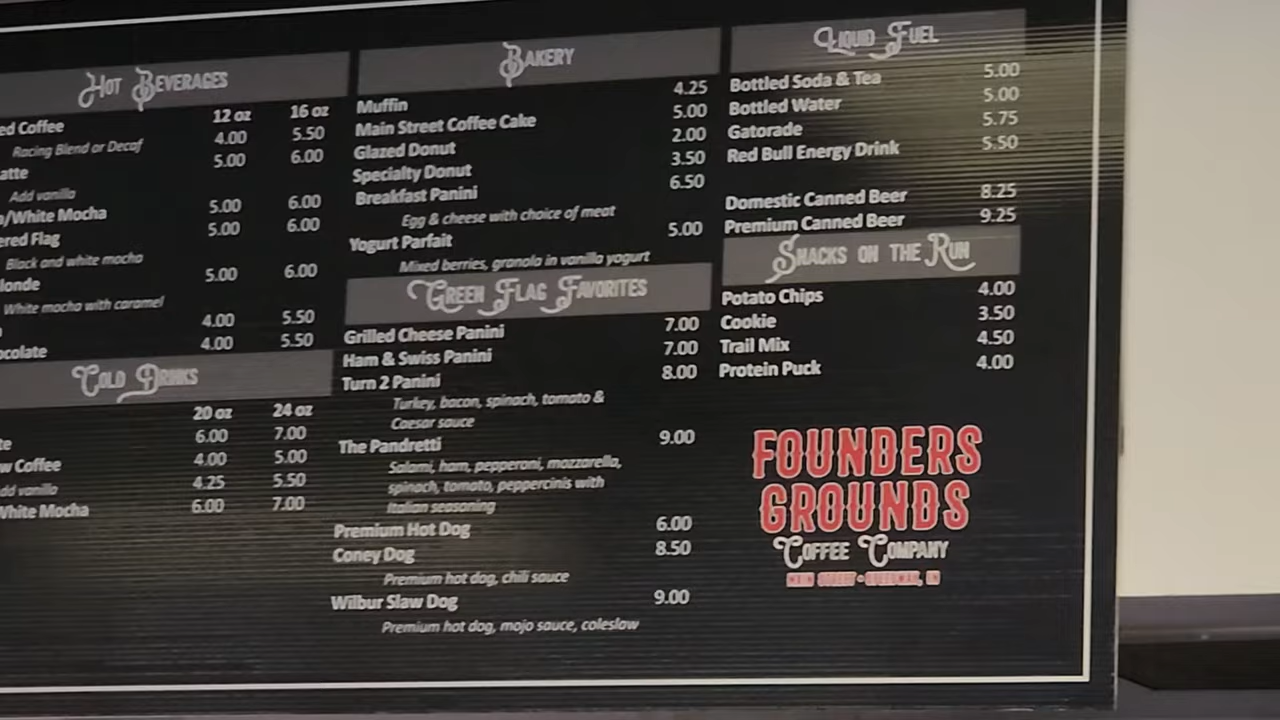 Hot Beverages
12 oz 16 oz
ed Coffee 4.00 5.50
Racing Blend or Decaf
atte 5.00 6.00
Add vanilla
/White Mocha 5.00 6.00
ered Flag 5.00 6.00
Black and white mocha
londe 5.00 6.00
White mocha with caramel
4.00 5.50
ocolate 4.00 5.50
Cold Drinks
20 oz 24 oz
te 6.00 7.00
w Coffee 4.00 5.00
dd vanilla 4.25 5.50
White Mocha 6.00 7.00
Bakery
Muffin 4.25
Main Street Coffee Cake 5.00
Glazed Donut 2.00
Specialty Donut 3.50
Breakfast Panini 6.50
Egg & cheese with choice of meat
Yogurt Parfait 5.00
Mixed berries, granola in vanilla yogurt
Green Flag Favorites
Grilled Cheese Panini 7.00
Ham & Swiss Panini 7.00
Turn 2 Panini 8.00
Turkey, bacon, spinach, tomato &
Caesar sauce
The Pandretti 9.00
Salami, ham, pepperoni, mozzarella,
spinach, tomato, peppercinis with
Italian seasoning
Premium Hot Dog 6.00
Coney Dog 8.50
Premium hot dog, chili sauce
Wilbur Slaw Dog 9.00
Premium hot dog, mojo sauce, coleslaw
Liquid Fuel
Bottled Soda & Tea 5.00
Bottled Water 5.00
Gatorade 5.75
Red Bull Energy Drink 5.50
Domestic Canned Beer 8.25
Premium Canned Beer 9.25
Snacks on the Run
Potato Chips 4.00
Cookie 3.50
Trail Mix 4.50
Protein Puck 4.00
FOUNDERS
GROUNDS
Coffee Company
MAIN STREET • SPEEDWAY, IN